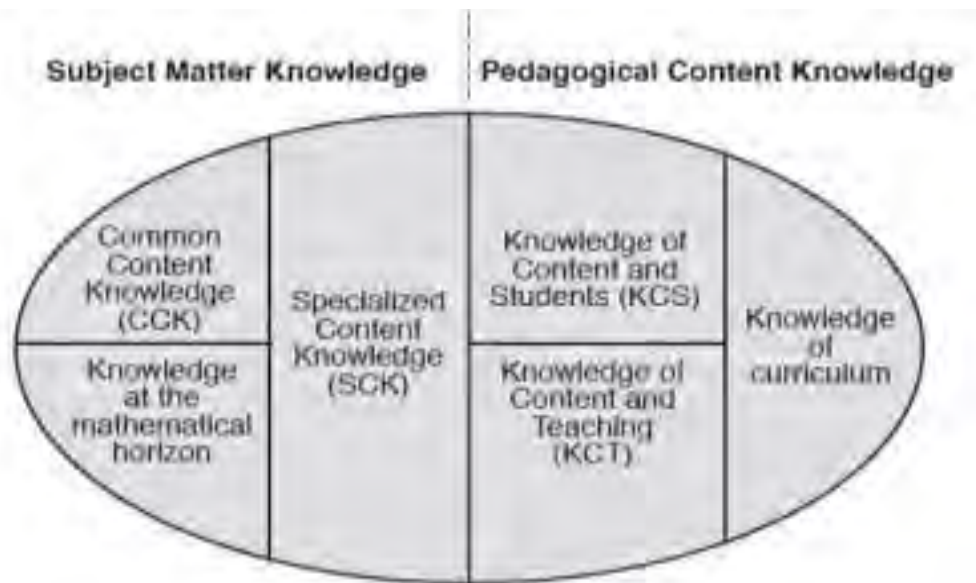 Subject Matter Knowledge
Pedagogical Content Knowledge
Common
Content
Knowledge
(CCK)
Knowledge
at the
mathematical
horizon
Specialized
Content
Knowledge
(SCK)
Knowledge of
Content and
Students (KCS)
Knowledge of
Content and
Teaching
(KCT)
Knowledge
of
curriculum